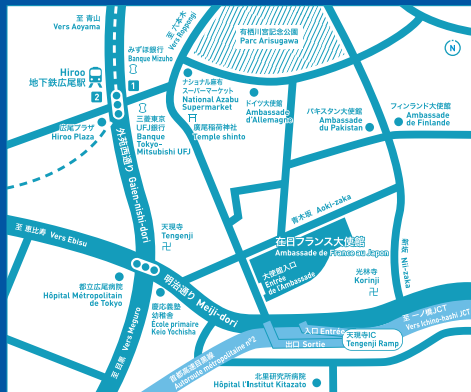 至 青山
Vers Aoyama
至 六本木
Vers Roppongi
有栖川宮記念公園
Parc Arisugawa
N
みずほ銀行
Banque Mizuho
Hiroo
地下鉄広尾駅
2
1
ナショナル麻布
スーパーマーケット
National Azabu
Supermarket
ドイツ大使館
Ambassade
d'Allemagne
パキスタン大使館
Ambassade
du Pakistan
フィンランド大使館
Ambassade
de Finlande
広尾プラザ
Hiroo Plaza
三菱東京
UFJ銀行
Banque
Tokyo-
Mitsubishi UFJ
廣尾稲荷神社
Temple shinto
外苑西通り Gaien-nishi-dori
青木坂 Aoki-zaka
至 恵比寿 Vers Ebisu
天現寺
Tengenji
在日フランス大使館
Ambassade de France au Japon
大使館入口
Entrée
de l'Ambassade
新坂 Nii-zaka
光林寺
Korinji
都立広尾病院
Hôpital Métropolitain
de Tokyo
慶応義塾
幼稚舎
École primaire
Keio Yochisha
明治通り Meiji-dori
至 目黒 Vers Meguro
至 一ノ橋JCT
Vers Ichino-hashi JCT
入口 Entrée
出口 Sortie
天現寺IC
Tengenji Ramp
首都高速目黒線
Autoroute métropolitaine n°2
北里研究所病院
Hôpital l'Institut Kitazato